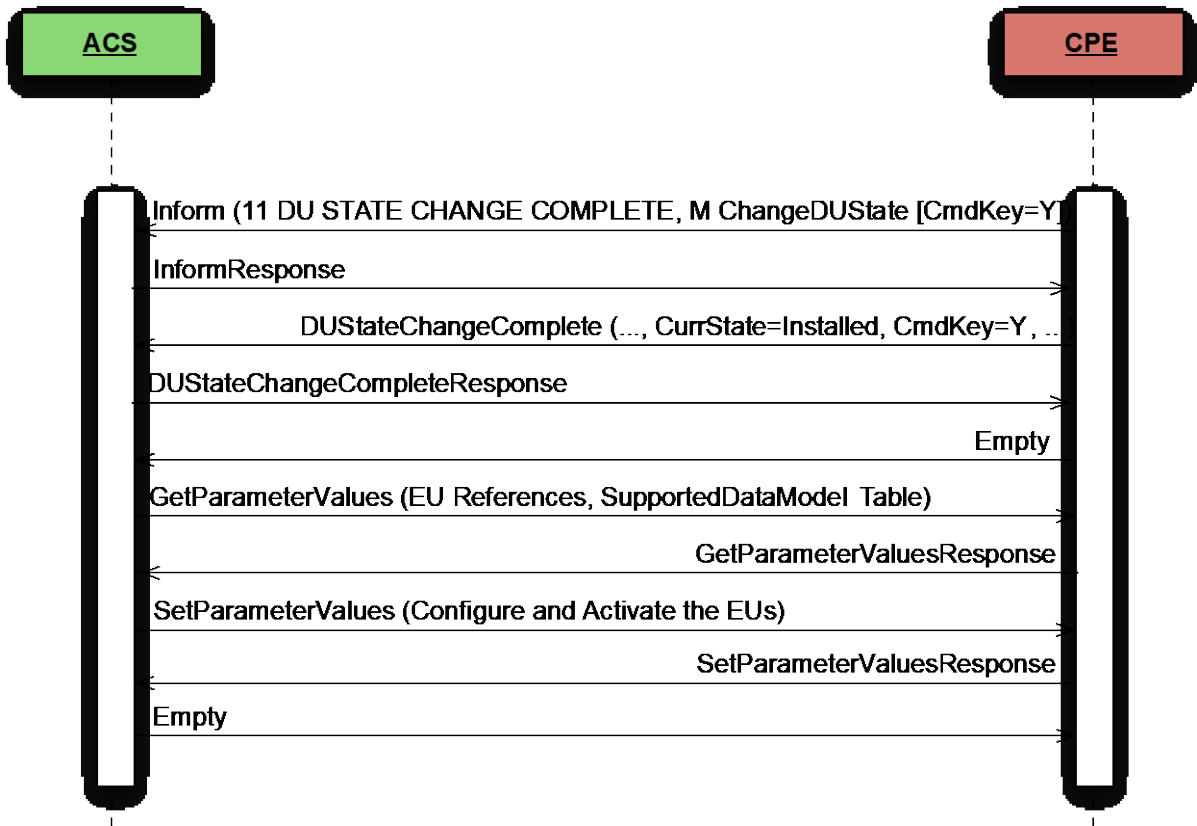 ACS
CPE
Inform (11 DU STATE CHANGE COMPLETE, M ChangeDUState [CmdKey=Y])
InformResponse
DUStateChangeComplete (..., CurrState=Installed, CmdKey=Y, ...)
DUStateChangeCompleteResponse
Empty
GetParameterValues (EU References, SupportedDataModel Table)
GetParameterValuesResponse
SetParameterValues (Configure and Activate the EUs)
SetParameterValuesResponse
Empty